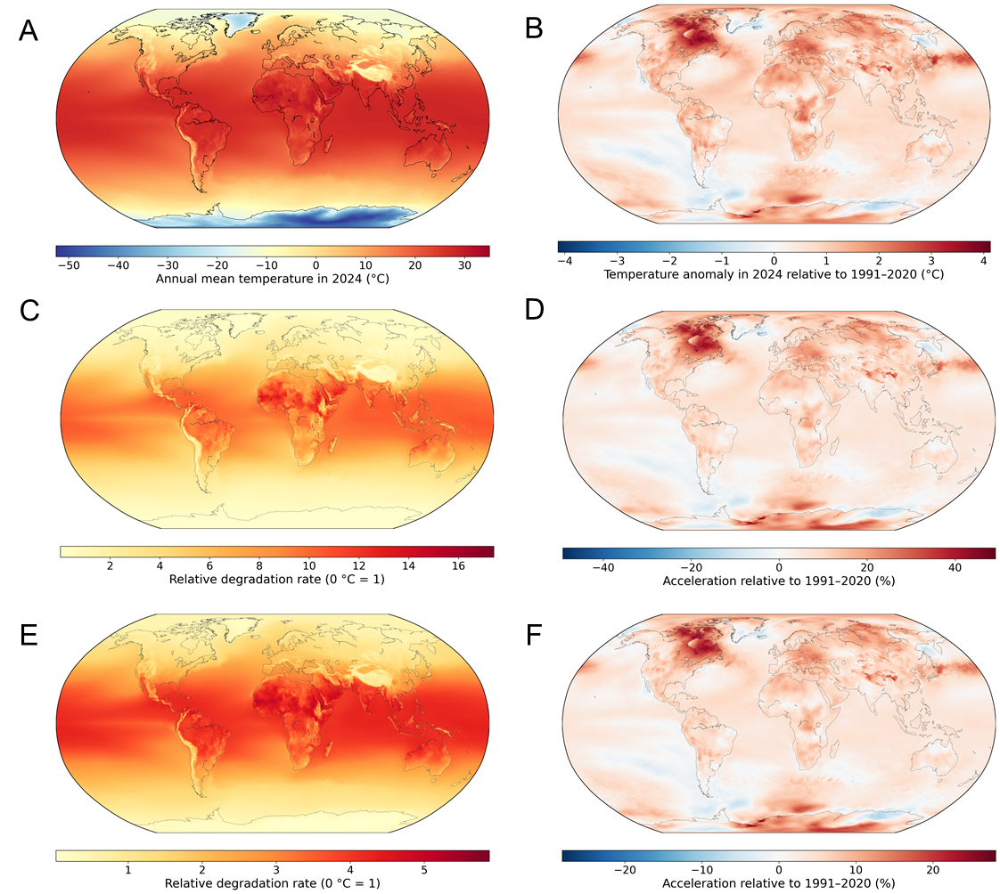 A
B
−50 −40 −30 −20 −10 0 10 20 30
Annual mean temperature in 2024 (°C)
−4 −3 −2 −1 0 1 2 3 4
Temperature anomaly in 2024 relative to 1991–2020 (°C)
C
D
2 4 6 8 10 12 14 16
Relative degradation rate (0 °C = 1)
−40 −20 0 20 40
Acceleration relative to 1991–2020 (%)
E
F
1 2 3 4 5
Relative degradation rate (0 °C = 1)
−20 −10 0 10 20
Acceleration relative to 1991–2020 (%)